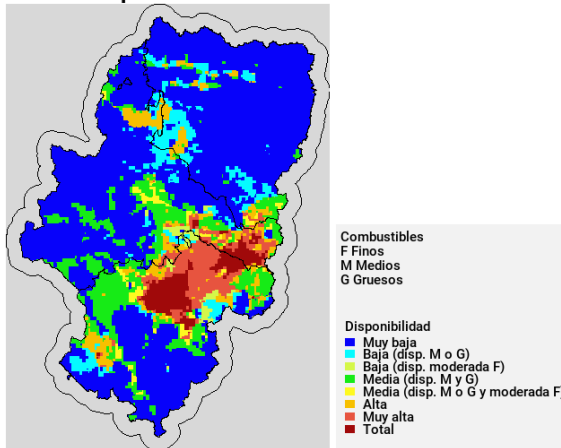 Combustibles
F Finos
M Medios
G Gruesos
Disponibilidad
Muy baja
Baja (disp. M o G)
Baja (disp. moderada F)
Media (disp. M y G)
Media (disp. M o G y moderada F)
Alta
Muy alta
Total